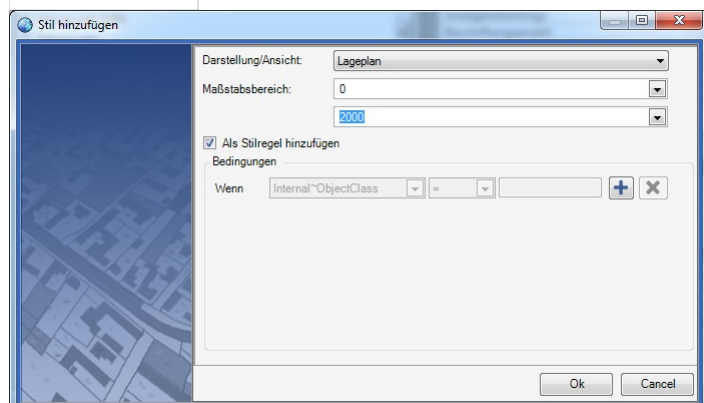 Stil hinzufügen
Darstellung/Ansicht: Lageplan
Maßstabsbereich: 0
2000
Als Stilregel hinzufügen
Bedingungen
Wenn Internal~ObjectClass =
Ok Cancel